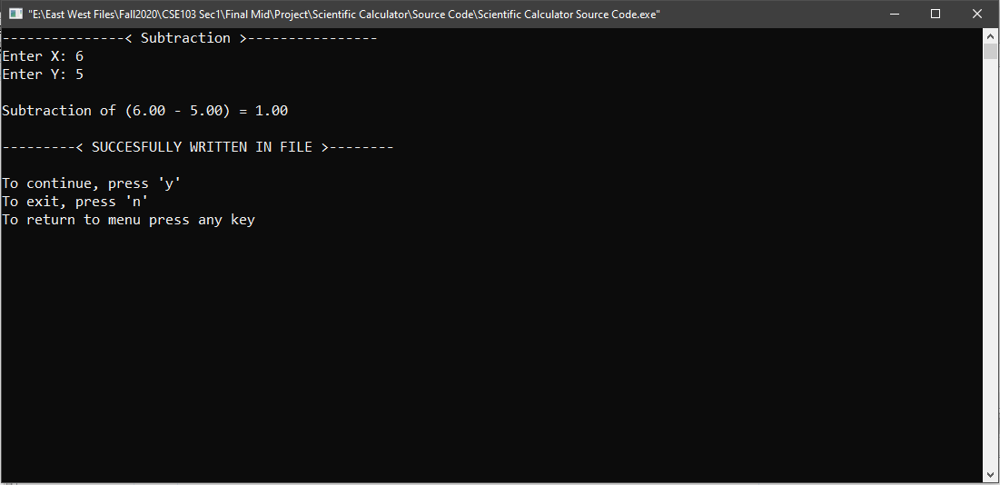 "E:\East West Files\Fall2020\CSE103 Sec1\Final Mid\Project\Scientific Calculator\Source Code\Scientific Calculator Source Code.exe"
---------------< Subtraction >----------------
Enter X: 6
Enter Y: 5
Subtraction of (6.00 - 5.00) = 1.00
---------< SUCCESFULLY WRITTEN IN FILE >--------
To continue, press 'y'
To exit, press 'n'
To return to menu press any key